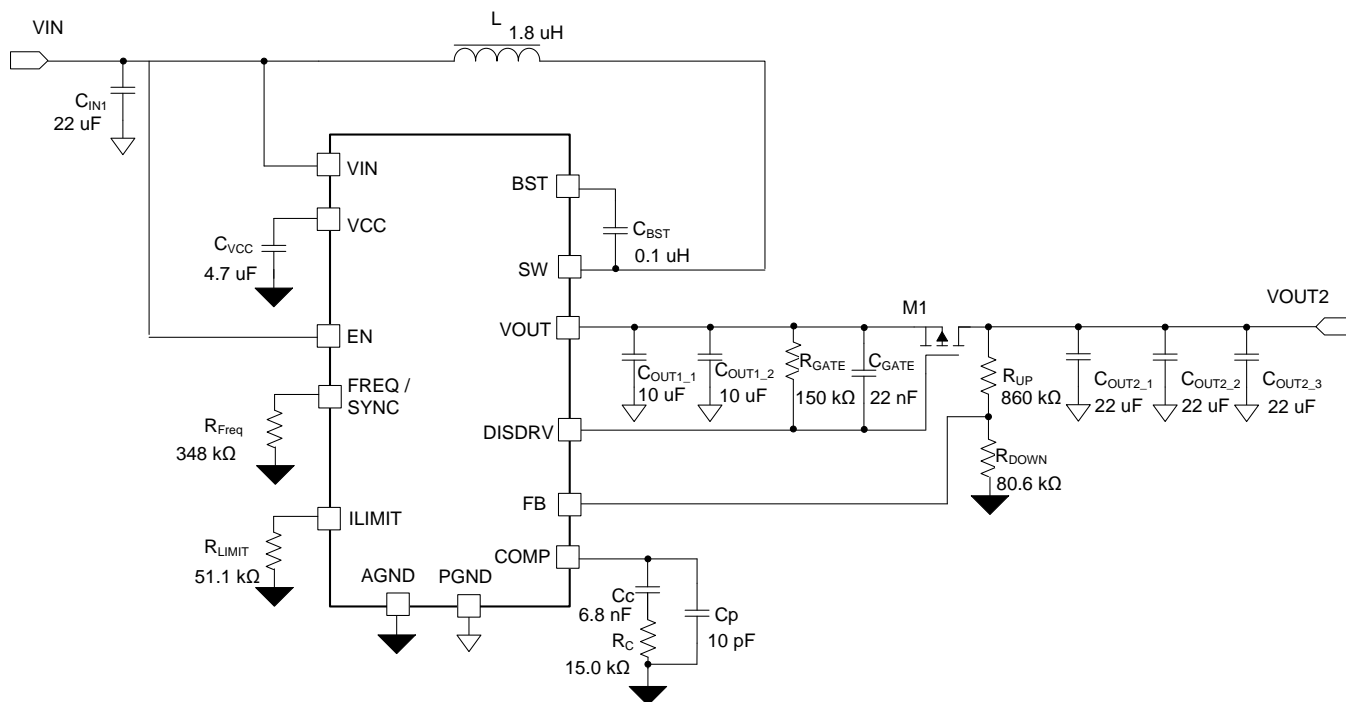 VIN
L
1.8 uH
CIN1
22 uF
VIN
VCC
CVCC
4.7 uF
EN
FREQ /
SYNC
RFreq
348 kΩ
ILIMIT
RLIMIT
51.1 kΩ
AGND
PGND
BST
CBST
0.1 uH
SW
VOUT
DISDRV
FB
COMP
COUT1_1
10 uF
COUT1_2
10 uF
RGATE
150 kΩ
CGATE
22 nF
M1
VOUT2
RUP
860 kΩ
RDOWN
80.6 kΩ
COUT2_1
22 uF
COUT2_2
22 uF
COUT2_3
22 uF
Cc
6.8 nF
RC
15.0 kΩ
Cp
10 pF